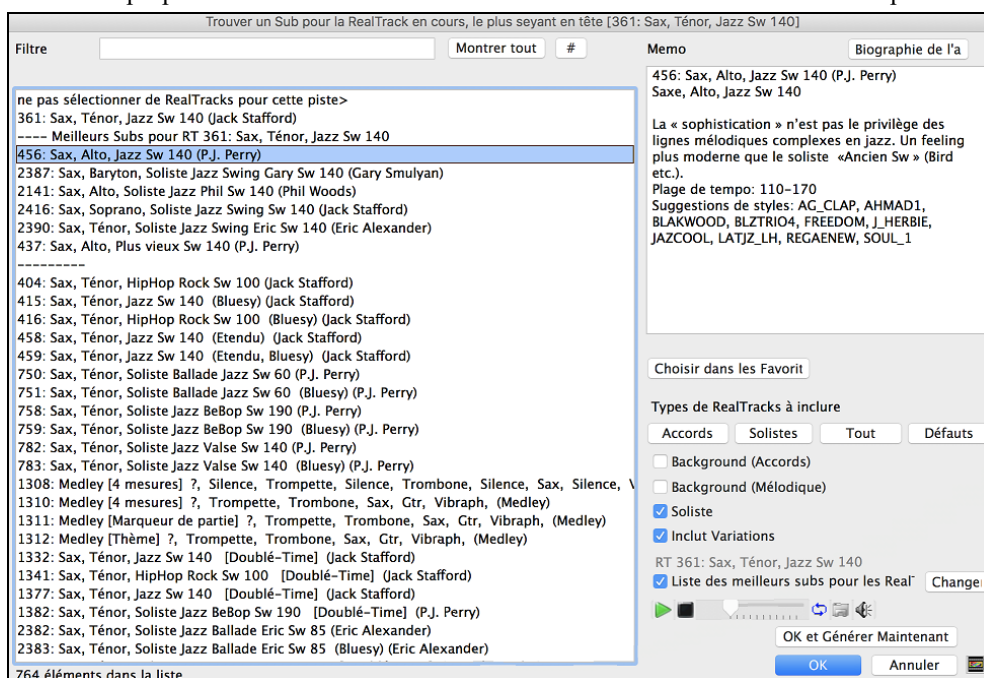 Trouver un Sub pour la RealTrack en cours, le plus seyant en tête [361: Sax, Ténor, Jazz Sw 140]
Filtre
Montrer tout
#
Memo
Biographie de l'a
ne pas sélectionner de RealTracks pour cette piste>
361: Sax, Ténor, Jazz Sw 140 (Jack Stafford)
---- Meilleurs Subs pour RT 361: Sax, Ténor, Jazz Sw 140
456: Sax, Alto, Jazz Sw 140 (P.J. Perry)
2387: Sax, Baryton, Soliste Jazz Swing Gary Sw 140 (Gary Smulyan)
2141: Sax, Alto, Soliste Jazz Phil Sw 140 (Phil Woods)
2416: Sax, Soprano, Soliste Jazz Swing Sw 140 (Jack Stafford)
2390: Sax, Ténor, Soliste Jazz Swing Eric Sw 140 (Eric Alexander)
437: Sax, Alto, Plus vieux Sw 140 (P.J. Perry)
---------
404: Sax, Ténor, HipHop Rock Sw 100 (Jack Stafford)
415: Sax, Ténor, Jazz Sw 140 (Bluesy) (Jack Stafford)
416: Sax, Ténor, HipHop Rock Sw 100 (Bluesy) (Jack Stafford)
458: Sax, Ténor, Jazz Sw 140 (Etendu) (Jack Stafford)
459: Sax, Ténor, Jazz Sw 140 (Etendu, Bluesy) (Jack Stafford)
750: Sax, Ténor, Soliste Ballade Jazz Sw 60 (P.J. Perry)
751: Sax, Ténor, Soliste Ballade Jazz Sw 60 (Bluesy) (P.J. Perry)
758: Sax, Ténor, Soliste Jazz BeBop Sw 190 (P.J. Perry)
759: Sax, Ténor, Soliste Jazz BeBop Sw 190 (Bluesy) (P.J. Perry)
782: Sax, Ténor, Soliste Jazz Valse Sw 140 (P.J. Perry)
783: Sax, Ténor, Soliste Jazz Valse Sw 140 (Bluesy) (P.J. Perry)
1308: Medley [4 mesures] ?, Silence, Trompette, Silence, Trombone, Silence, Sax, Silence,
1310: Medley [4 mesures] ?, Trompette, Trombone, Sax, Gtr, Vibraph, (Medley)
1311: Medley [Marqueur de partie] ?, Trompette, Trombone, Sax, Gtr, Vibraph, (Medley)
1312: Medley [Thème] ?, Trompette, Trombone, Sax, Gtr, Vibraph, (Medley)
1332: Sax, Ténor, Jazz Sw 140 [Doublé-Time] (Jack Stafford)
1341: Sax, Ténor, HipHop Rock Sw 100 [Doublé-Time] (Jack Stafford)
1377: Sax, Ténor, Jazz Sw 140 [Doublé-Time] (Jack Stafford)
1382: Sax, Ténor, Soliste Jazz BeBop Sw 190 [Doublé-Time] (P.J. Perry)
2382: Sax, Ténor, Soliste Jazz Ballade Eric Sw 85 (Eric Alexander)
2383: Sax, Ténor, Soliste Jazz Ballade Eric Sw 85 (Bluesy) (Eric Alexander)
764 éléments dans la liste
456: Sax, Alto, Jazz Sw 140 (P.J. Perry)
Saxe, Alto, Jazz Sw 140
La « sophistication » n'est pas le privilège des
lignes mélodiques complexes en jazz. Un feeling
plus moderne que le soliste «Ancien Sw » (Bird
etc.).
Plage de tempo: 110-170
Suggestions de styles: AG_CLAP, AHMAD1,
BLAKWOOD, BLZTRIO4, FREEDOM, J_HERBIE,
JAZCOOL, LATJZ_LH, REGAENEW, SOUL_1
Choisir dans les Favorit
Types de RealTracks à inclure
Accords
Solistes
Tout
Défauts
Background (Accords)
Background (Mélodique)
Soliste
Inclut Variations
RT 361: Sax, Ténor, Jazz Sw 140
Liste des meilleurs subs pour les Real
Change
OK et Générer Maintenant
OK
Annuler